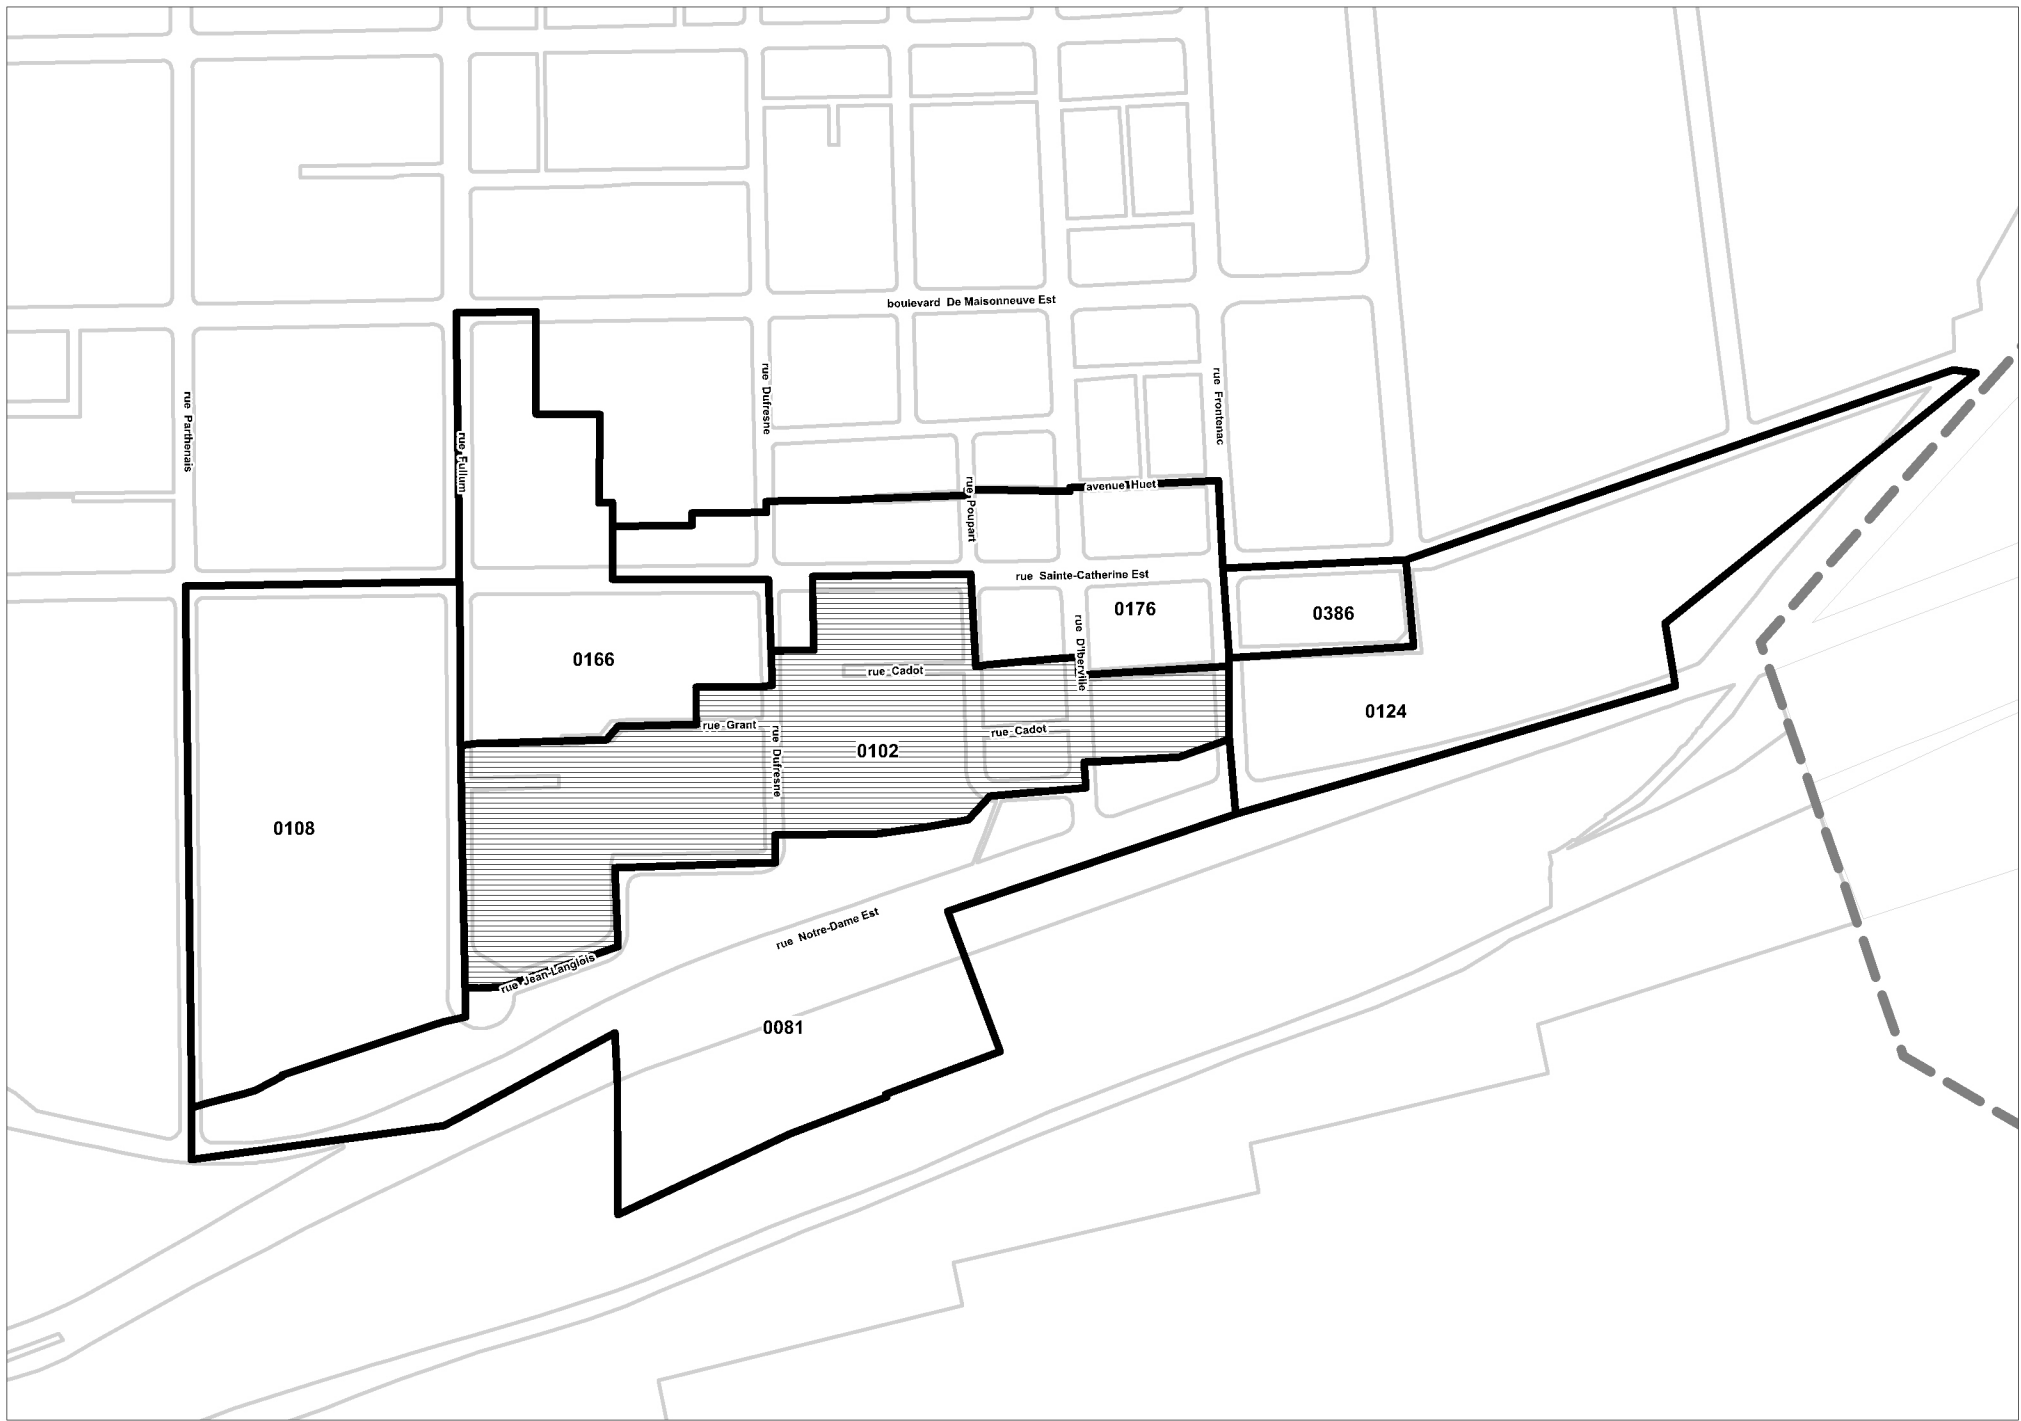 boulevard De Maisonneuve Est
rue Parthenais
rue Fullum
rue Dufresne
rue Frontenac
avenue Huet
rue Poupart
rue Sainte-Catherine Est
0176
0386
rue D'Iberville
0166
rue Cadot
0124
rue Grant
rue Cadot
rue Dufresne
0102
0108
rue Notre-Dame Est
rue Jean-Langlois
0081